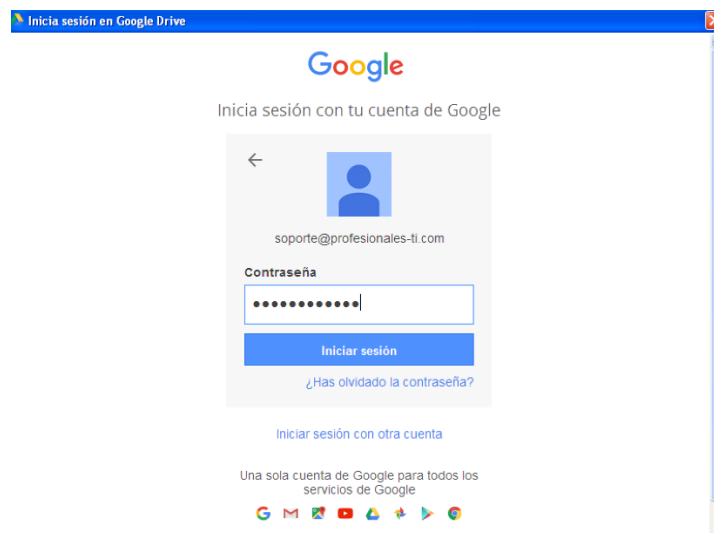 Inicia sesión en Google Drive
Google
Inicia sesión con tu cuenta de Google
soporte@profesionales-ti.com
Contraseña
●●●●●●●●●●●●
Iniciar sesión
¿Has olvidado la contraseña?
Iniciar sesión con otra cuenta
Una sola cuenta de Google para todos los
servicios de Google